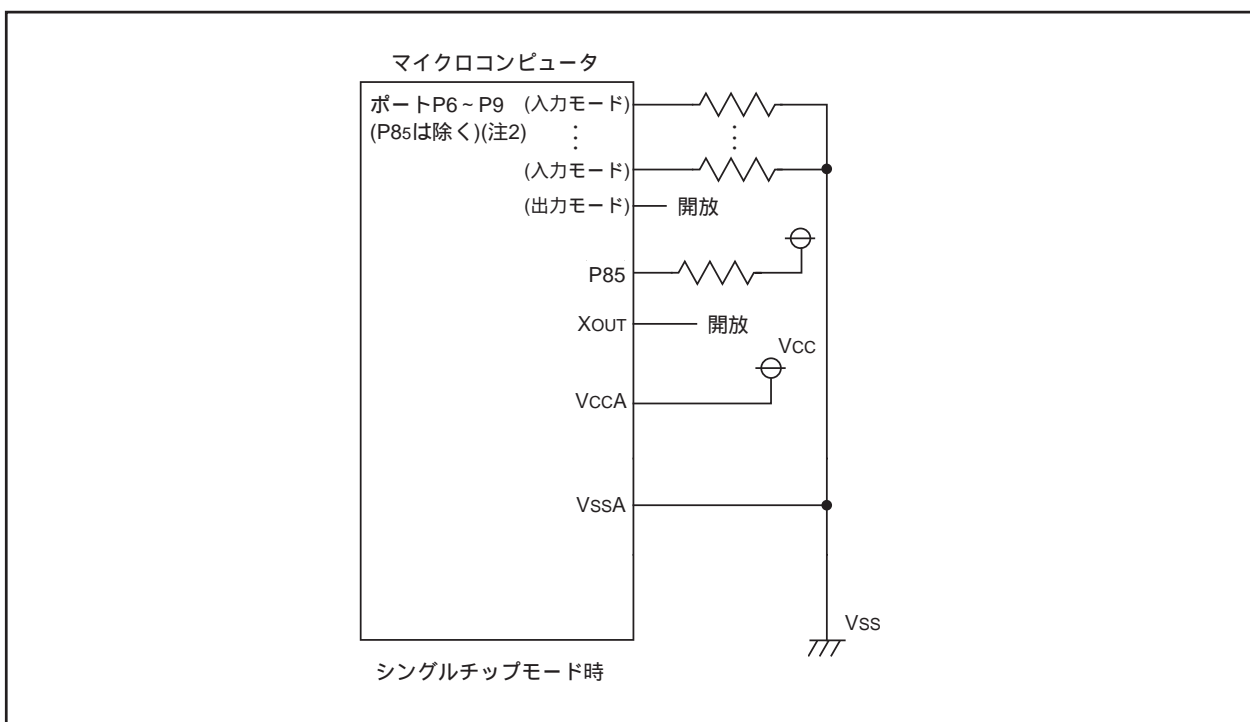 マイクロコンピュータ
ポートP6～P9 (入力モード)
(P85は除く)(注2)
(入力モード)
(出力モード) 開放
P85
XOUT 開放
VCC
VCCA
VSSA
VSS
シングルチップモード時